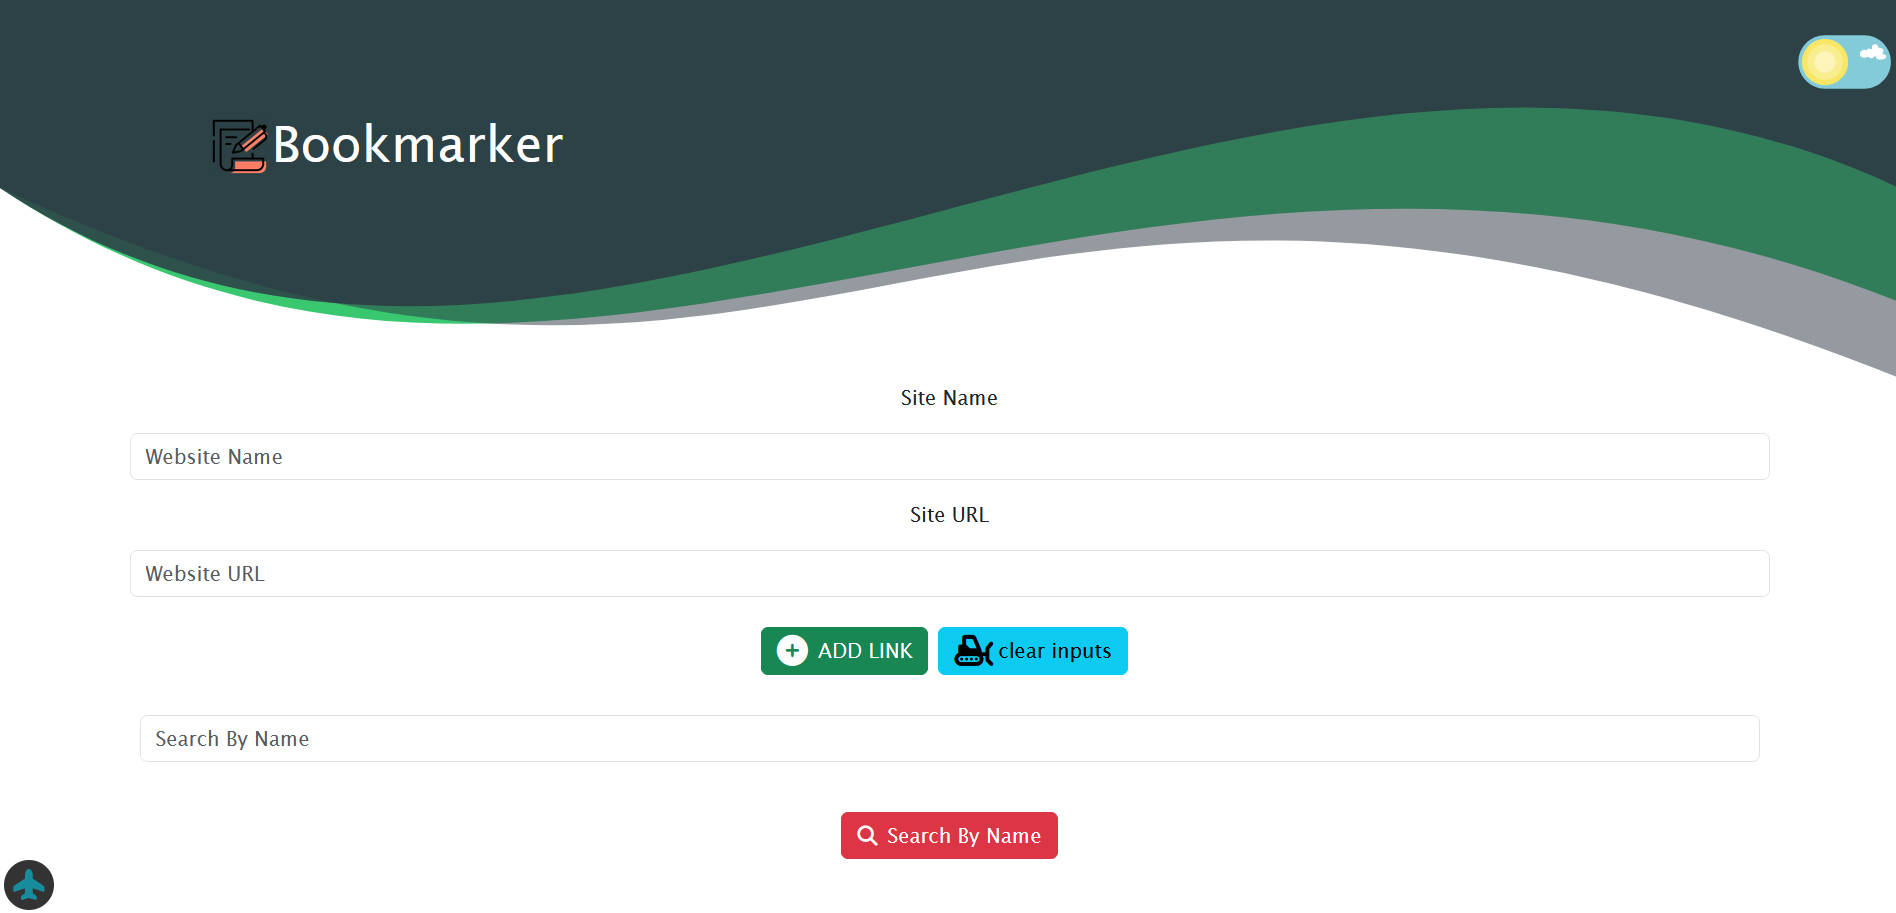 Bookmarker
Site Name
Website Name
Site URL
Website URL
ADD LINK
clear inputs
Search By Name
Search By Name